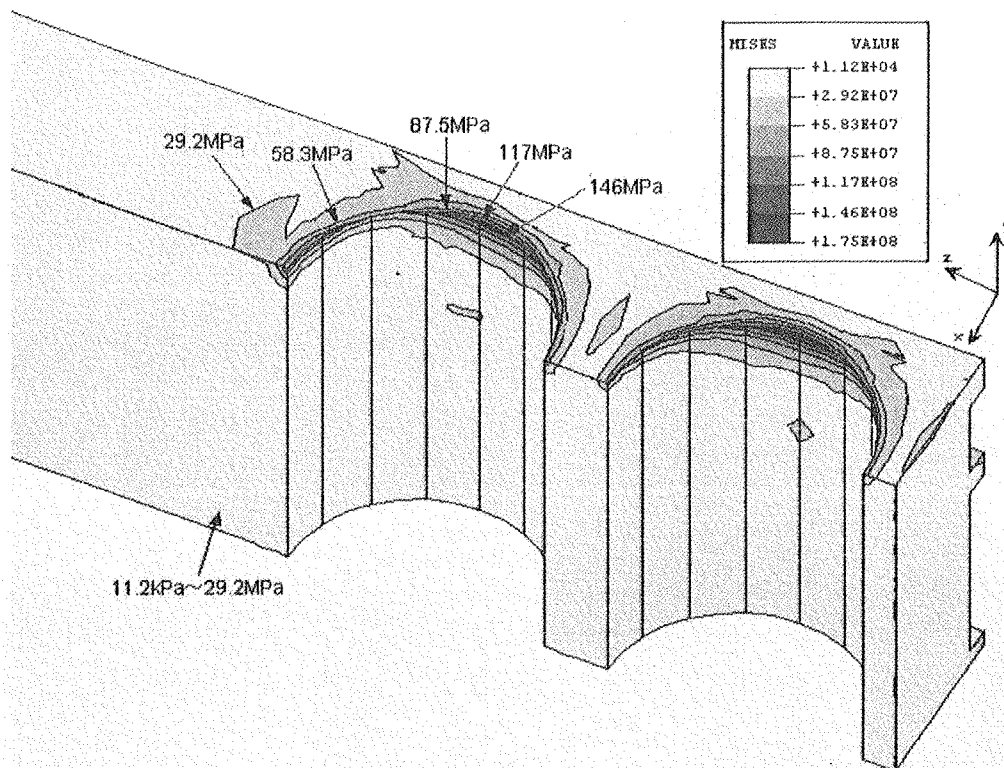 MISES VALUE
+1.12E+04
+2.92E+07
+5.83E+07
+8.75E+07
+1.17E+08
+1.46E+08
+1.75E+08
87.5MPa
29.2MPa
58.3MPa
117MPa
146MPa
z
x
11.2kPa~29.2MPa